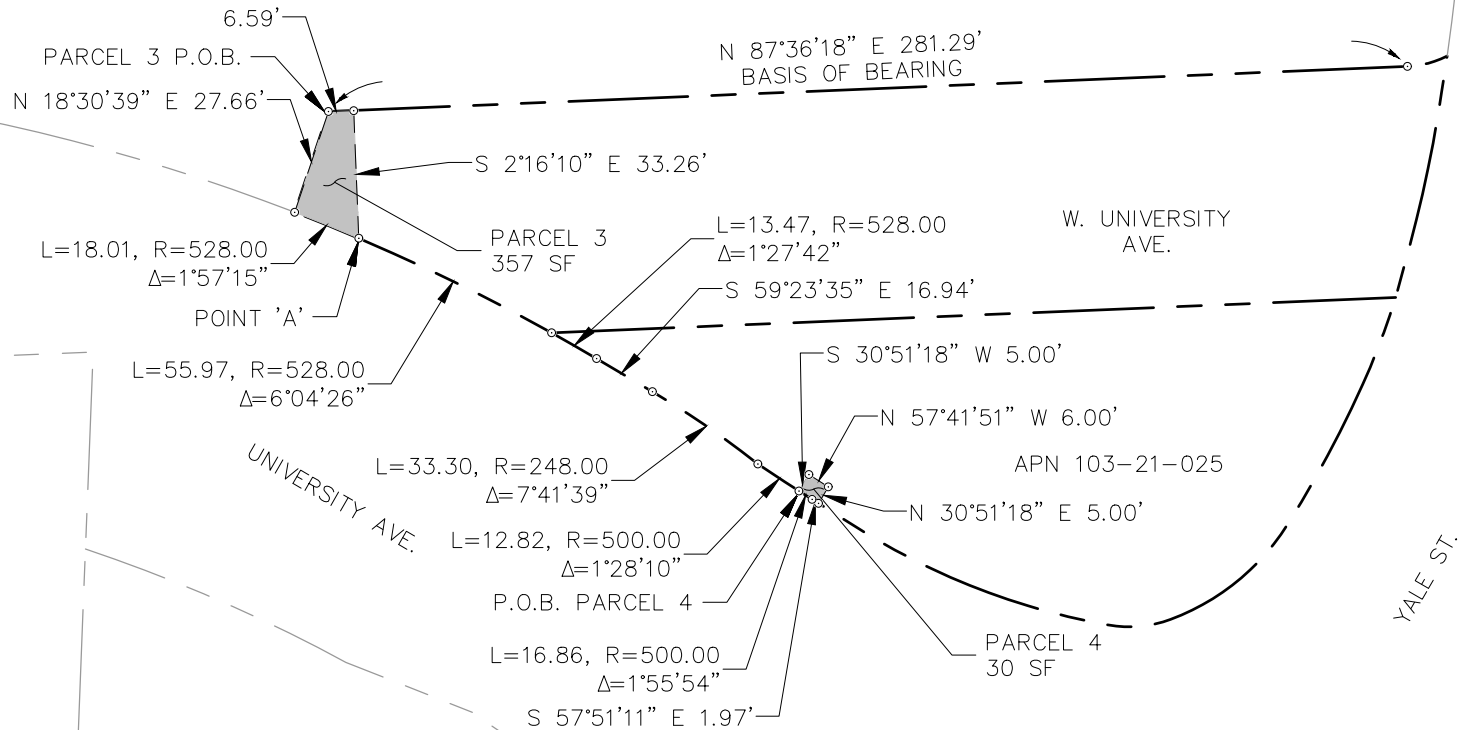 6.59'
PARCEL 3 P.O.B.
N 18°30'39" E 27.66'
N 87°36'18" E 281.29'
BASIS OF BEARING
S 2°16'10" E 33.26'
L=18.01, R=528.00
Δ=1°57'15"
PARCEL 3
357 SF
L=13.47, R=528.00
Δ=1°27'42"
W. UNIVERSITY
AVE.
POINT 'A'
S 59°23'35" E 16.94'
L=55.97, R=528.00
Δ=6°04'26"
S 30°51'18" W 5.00'
N 57°41'51" W 6.00'
UNIVERSITY AVE.
L=33.30, R=248.00
Δ=7°41'39"
APN 103-21-025
N 30°51'18" E 5.00'
L=12.82, R=500.00
Δ=1°28'10"
YALE ST.
P.O.B. PARCEL 4
L=16.86, R=500.00
Δ=1°55'54"
PARCEL 4
30 SF
S 57°51'11" E 1.97'